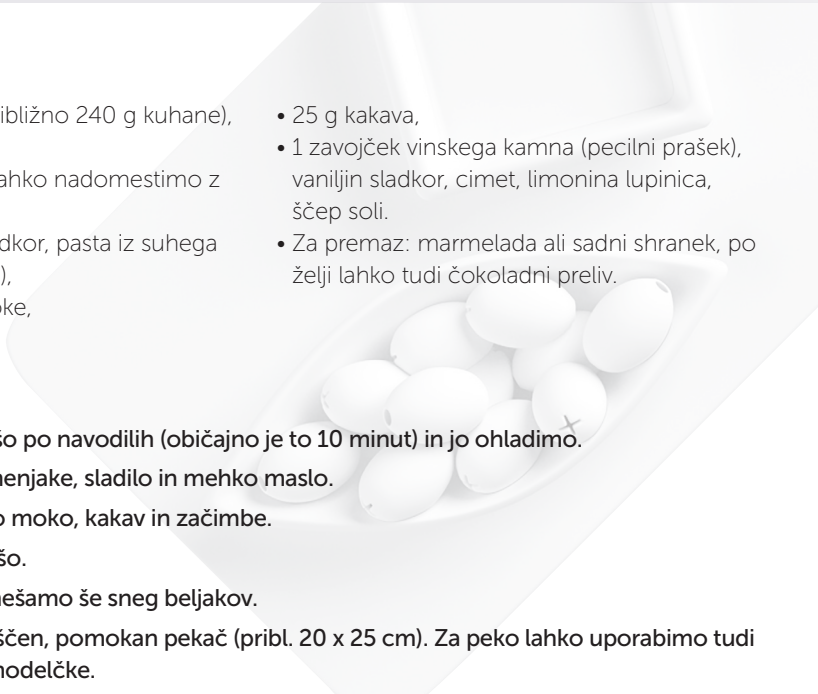 ibližno 240 g kuhane),
ahko nadomestimo z
dkor, pasta iz suhega
),
oke,
• 25 g kakava,
• 1 zavojček vinskega kamna (pecilni prašek),
vaniljin sladkor, cimet, limonina lupinica,
ščep soli.
• Za premaz: marmelada ali sadni shranek, po
želji lahko tudi čokoladni preliv.
šo po navodilih (običajno je to 10 minut) in jo ohladimo.
menjake, sladilo in mehko maslo.
o moko, kakav in začimbe.
šo.
mešamo še sneg beljakov.
ščen, pomokan pekač (pribl. 20 x 25 cm). Za peko lahko uporabimo tudi
modelčke.